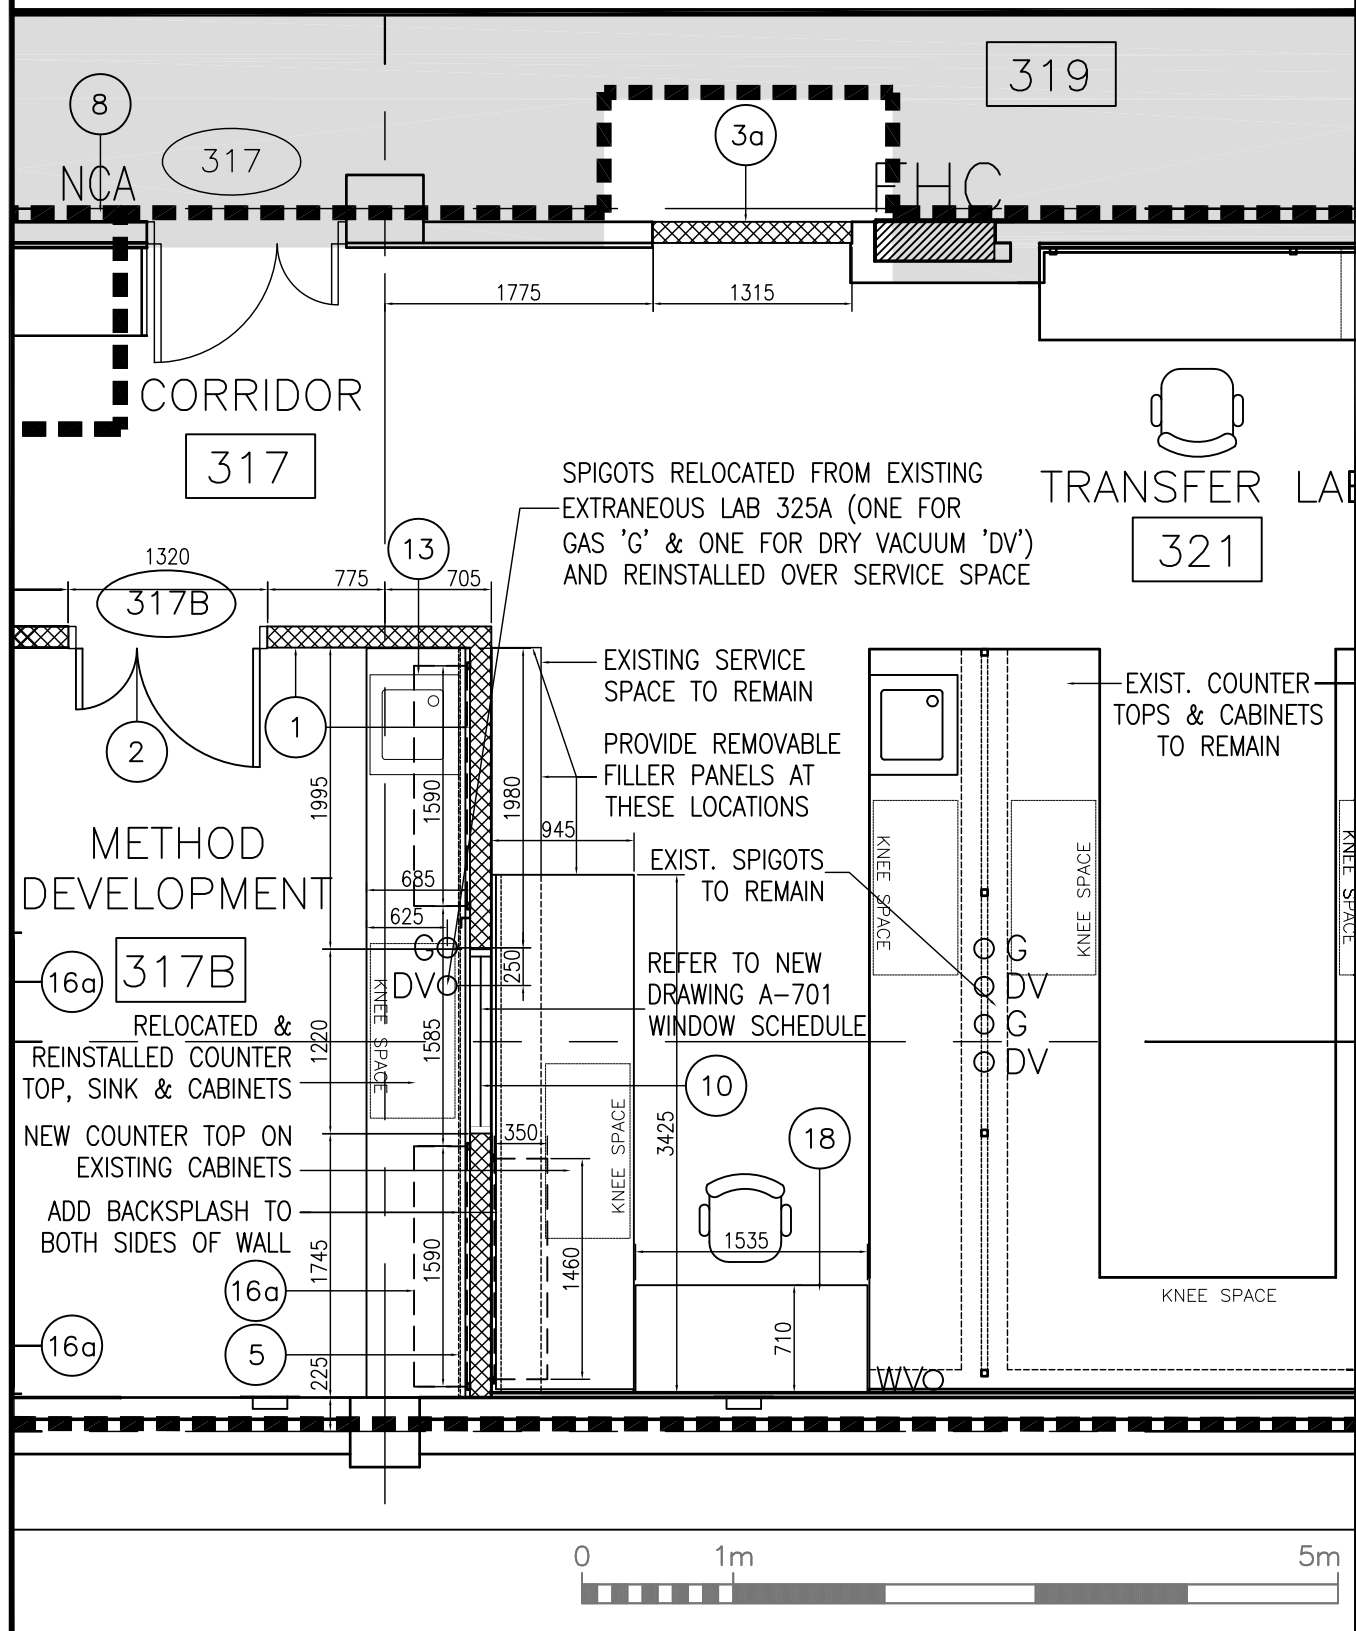 319
8
317
3a
NCA
FHC
1775
1315
CORRIDOR
317
TRANSFER LAB
321
SPIGOTS RELOCATED FROM EXISTING
EXTRANEOUS LAB 325A (ONE FOR
GAS 'G' & ONE FOR DRY VACUUM 'DV')
AND REINSTALLED OVER SERVICE SPACE
13
1320
775
705
317B
EXISTING SERVICE
SPACE TO REMAIN
EXIST. COUNTER
TOPS & CABINETS
TO REMAIN
1
2
PROVIDE REMOVABLE
FILLER PANELS AT
THESE LOCATIONS
1995
1590
1980
945
METHOD
DEVELOPMENT
317B
685
625
EXIST. SPIGOTS
TO REMAIN
KNEE SPACE
KNEE SPACE
KNEE SPACE
G
DV
250
G
DV
G
DV
16a
REFER TO NEW
DRAWING A-701
WINDOW SCHEDULE
KNEE SPACE
RELOCATED &
REINSTALLED COUNTER
TOP, SINK & CABINETS
1220
1585
10
NEW COUNTER TOP ON
EXISTING CABINETS
350
KNEE SPACE
3425
18
ADD BACKSPLASH TO
BOTH SIDES OF WALL
1745
1590
1460
1535
16a
KNEE SPACE
16a
5
710
225
WV
0
1m
5m